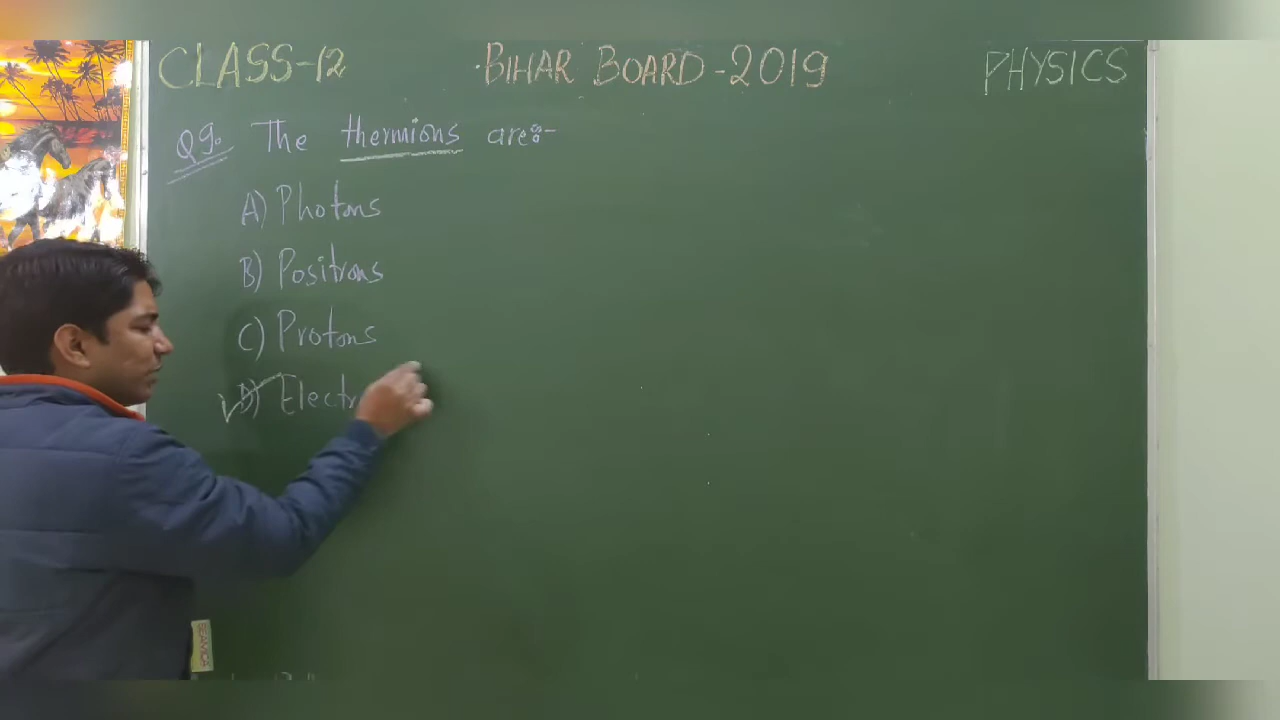 CLASS-12 BIHAR BOARD-2019 PHYSICS
Q9. The thermions are:-
A) Photons
B) Positrons
C) Protons
D) Electr